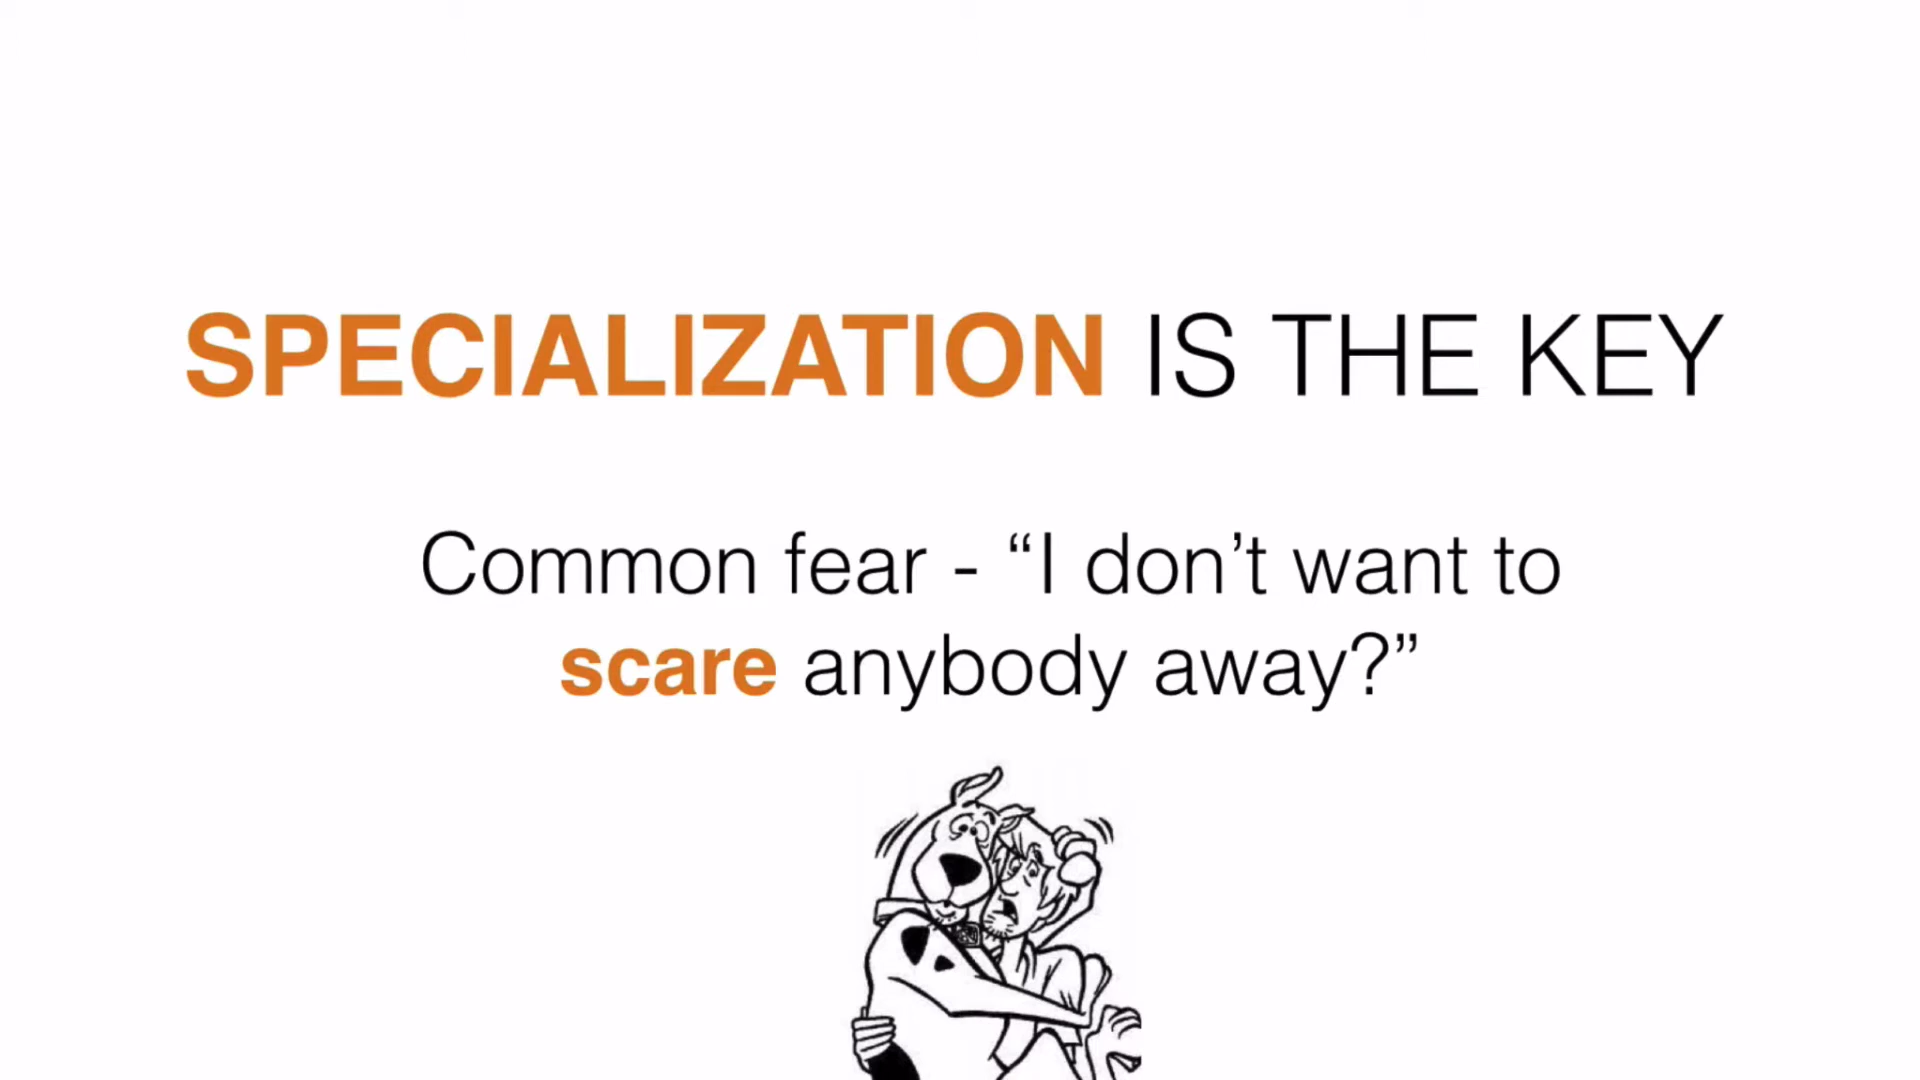 SPECIALIZATION IS THE KEY
Common fear - “I don’t want to
scare anybody away?”